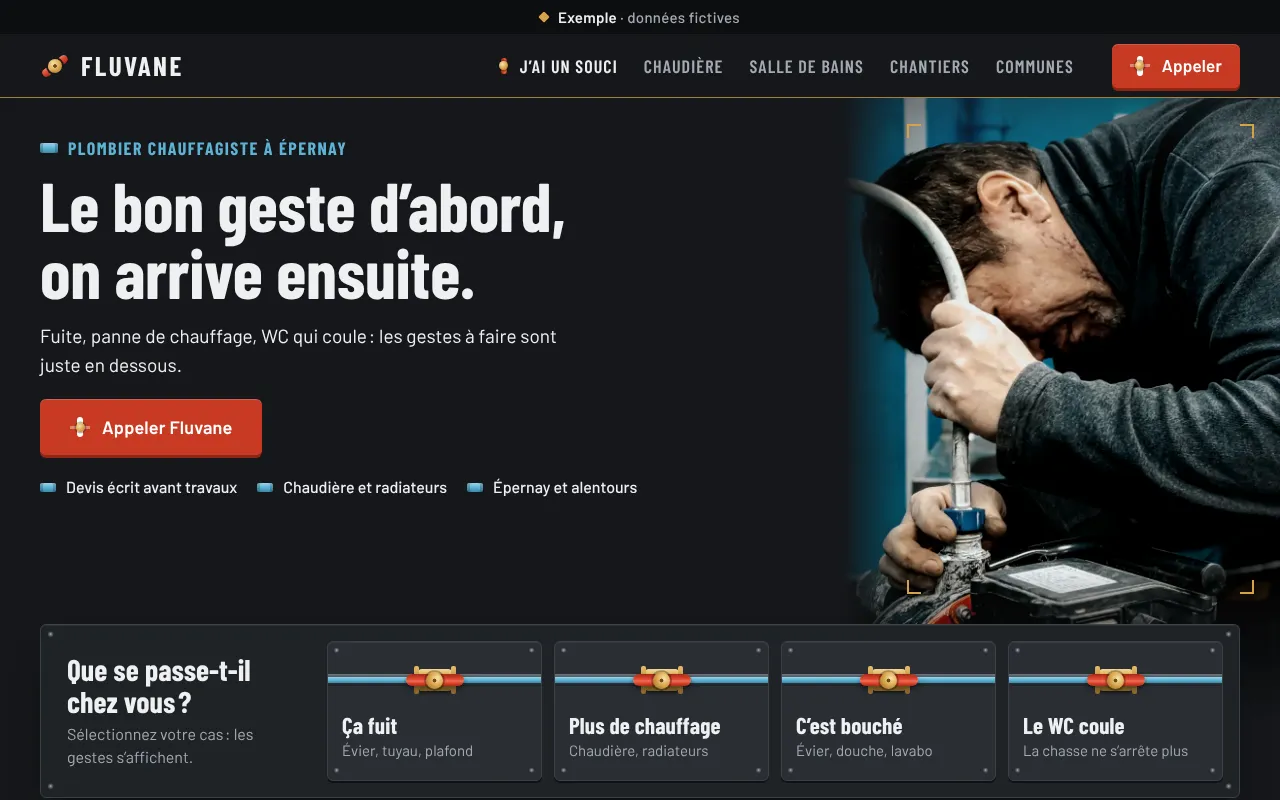 Exemple · données fictives
FLUVANE
J’AI UN SOUCI
CHAUDIÈRE
SALLE DE BAINS
CHANTIERS
COMMUNES
Appeler
PLOMBIER CHAUFFAGISTE À ÉPERNAY
Le bon geste d’abord,
on arrive ensuite.
Fuite, panne de chauffage, WC qui coule : les gestes à faire sont
juste en dessous.
Appeler Fluvane
Devis écrit avant travaux
Chaudière et radiateurs
Épernay et alentours
Que se passe-t-il
chez vous ?
Sélectionnez votre cas : les
gestes s’affichent.
Ça fuit
Évier, tuyau, plafond
Plus de chauffage
Chaudière, radiateurs
C’est bouché
Évier, douche, lavabo
Le WC coule
La chasse ne s’arrête plus